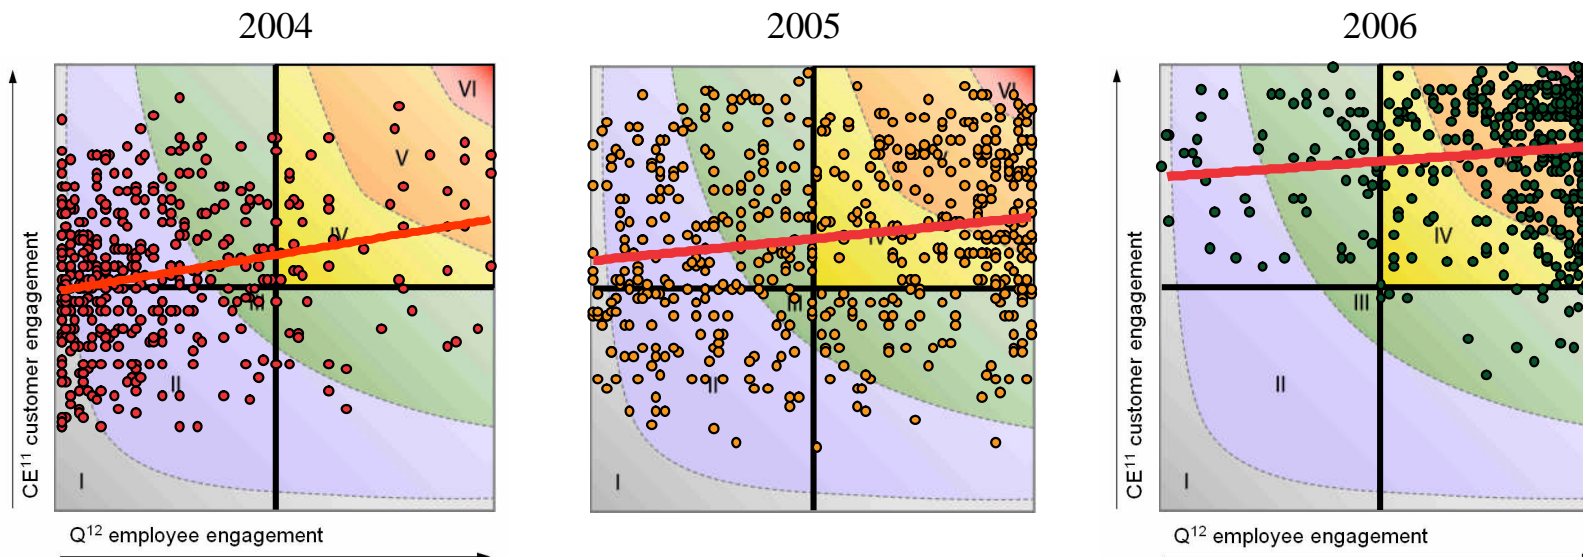 2004
2005
2006
VI
V
IV
III
II
I
CE¹¹ customer engagement
Q¹² employee engagement
VI
V
IV
III
II
I
IV
III
II
I
CE¹¹ customer engagement
Q¹² employee engagement